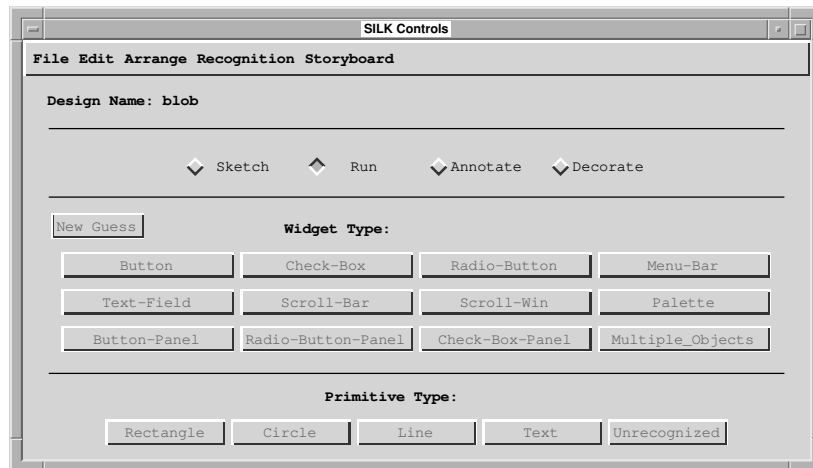 SILK Controls
File Edit Arrange Recognition Storyboard
Design Name: blob
Sketch Run Annotate Decorate
New Guess Widget Type:
Button Check-Box Radio-Button Menu-Bar
Text-Field Scroll-Bar Scroll-Win Palette
Button-Panel Radio-Button-Panel Check-Box-Panel Multiple_Objects
Primitive Type:
Rectangle Circle Line Text Unrecognized